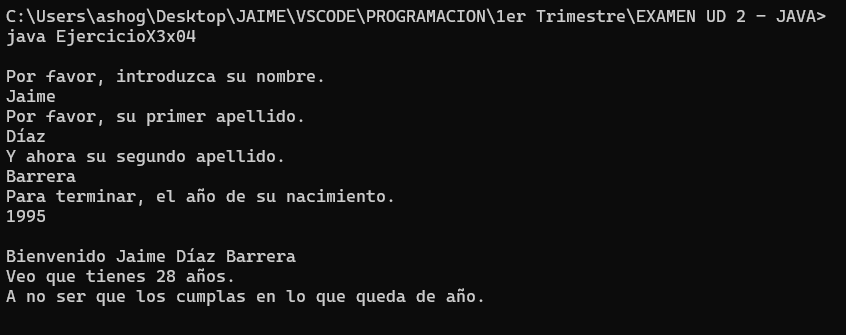 C:\Users\ashog\Desktop\JAIME\VSCODE\PROGRAMACION\1er Trimestre\EXAMEN UD 2 - JAVA>
java EjercicioX3x04
Por favor, introduzca su nombre.
Jaime
Por favor, su primer apellido.
Díaz
Y ahora su segundo apellido.
Barrera
Para terminar, el año de su nacimiento.
1995
Bienvenido Jaime Díaz Barrera
Veo que tienes 28 años.
A no ser que los cumplas en lo que queda de año.